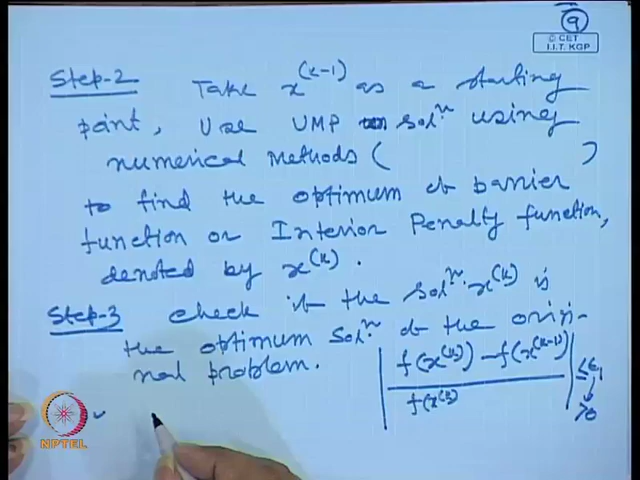 9
© CET
I.I.T. KGP
Step-2 Take x^(k-1) as a starting
point, Use UMP soln using
numerical methods ( )
to find the optimum of barrier
function or Interior Penalty function,
denoted by x^(k).
Step-3 Check if the soln. x^(k) is
the optimum soln of the origi-
nal problem.
| f(x^(k)) - f(x^(k-1)) / f(x^(k)) | ≤ ε1
>0
NPTEL